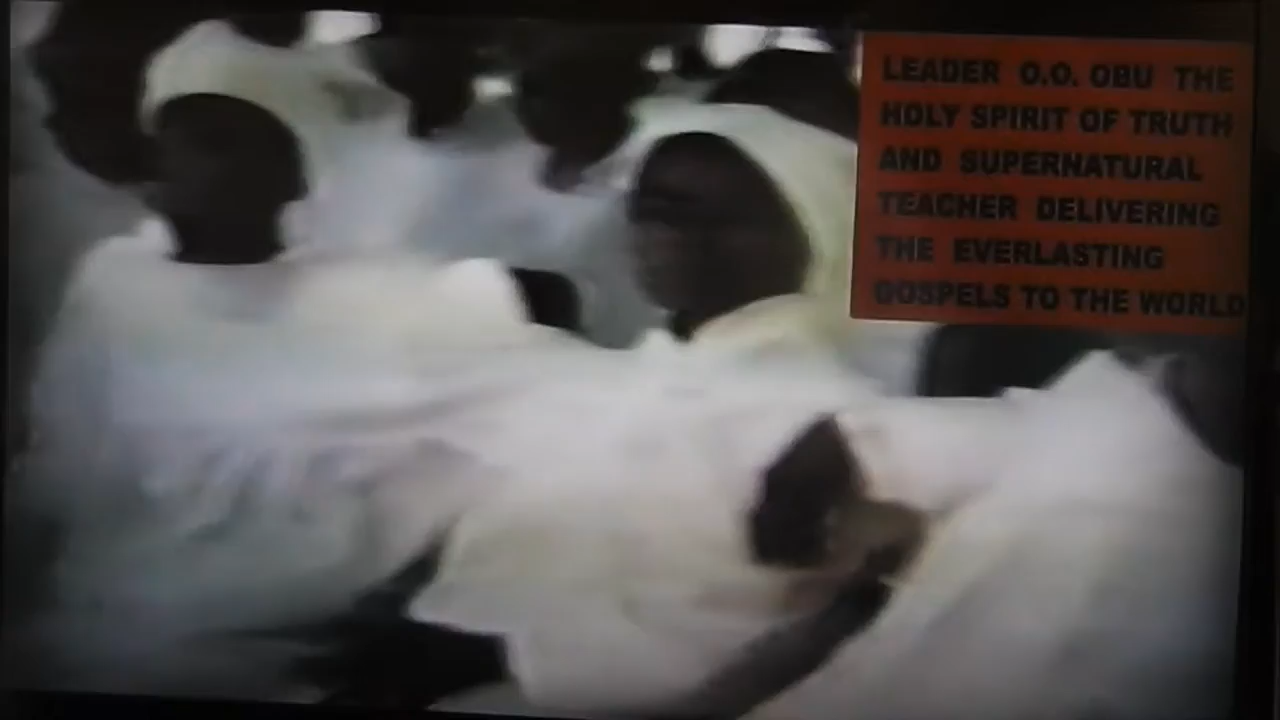 LEADER O.O. OBU THE
HOLY SPIRIT OF TRUTH
AND SUPERNATURAL
TEACHER DELIVERING
THE EVERLASTING
GOSPELS TO THE WORLD